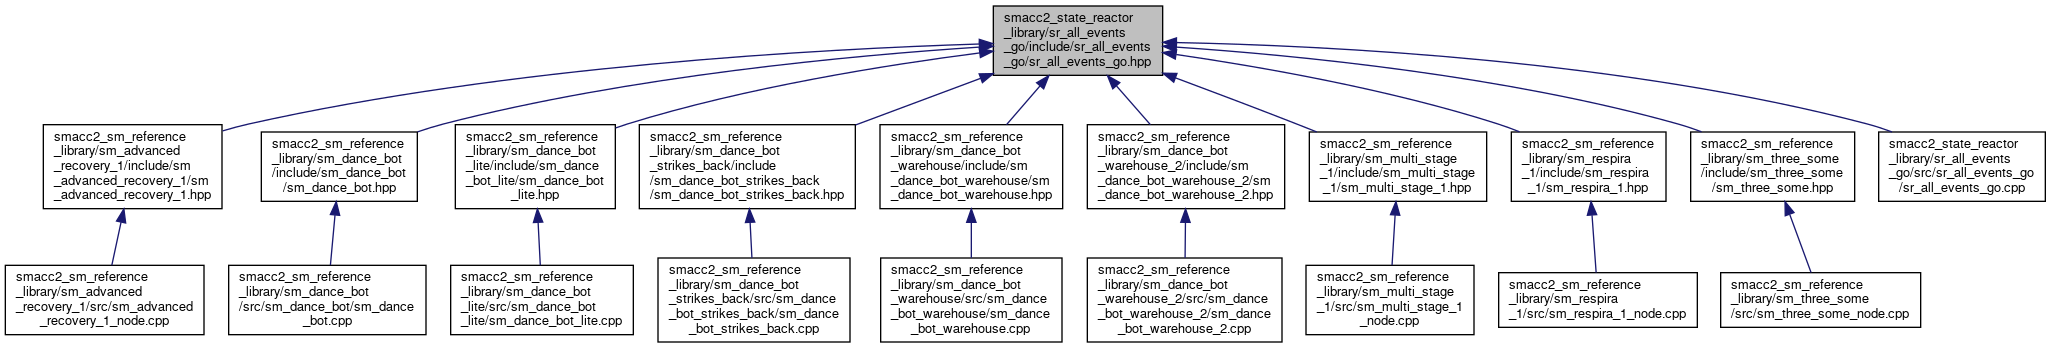 smacc2_state_reactor
_library/sr_all_events
_go/include/sr_all_events
_go/sr_all_events_go.hpp
smacc2_sm_reference
_library/sm_advanced
_recovery_1/include/sm
_advanced_recovery_1/sm
_advanced_recovery_1.hpp
smacc2_sm_reference
_library/sm_dance_bot
/include/sm_dance_bot
/sm_dance_bot.hpp
smacc2_sm_reference
_library/sm_dance_bot
_lite/include/sm_dance
_bot_lite/sm_dance_bot
_lite.hpp
smacc2_sm_reference
_library/sm_dance_bot
_strikes_back/include
/sm_dance_bot_strikes_back
/sm_dance_bot_strikes_back.hpp
smacc2_sm_reference
_library/sm_dance_bot
_warehouse/include/sm
_dance_bot_warehouse/sm
_dance_bot_warehouse.hpp
smacc2_sm_reference
_library/sm_dance_bot
_warehouse_2/include/sm
_dance_bot_warehouse_2/sm
_dance_bot_warehouse_2.hpp
smacc2_sm_reference
_library/sm_multi_stage
_1/include/sm_multi_stage
_1/sm_multi_stage_1.hpp
smacc2_sm_reference
_library/sm_respira
_1/include/sm_respira
_1/sm_respira_1.hpp
smacc2_sm_reference
_library/sm_three_some
/include/sm_three_some
/sm_three_some.hpp
smacc2_state_reactor
_library/sr_all_events
_go/src/sr_all_events_go
/sr_all_events_go.cpp
smacc2_sm_reference
_library/sm_advanced
_recovery_1/src/sm_advanced
_recovery_1_node.cpp
smacc2_sm_reference
_library/sm_dance_bot
/src/sm_dance_bot/sm_dance
_bot.cpp
smacc2_sm_reference
_library/sm_dance_bot
_lite/src/sm_dance_bot
_lite/sm_dance_bot_lite.cpp
smacc2_sm_reference
_library/sm_dance_bot
_strikes_back/src/sm_dance
_bot_strikes_back/sm_dance
_bot_strikes_back.cpp
smacc2_sm_reference
_library/sm_dance_bot
_warehouse/src/sm_dance
_bot_warehouse/sm_dance
_bot_warehouse.cpp
smacc2_sm_reference
_library/sm_dance_bot
_warehouse_2/src/sm_dance
_bot_warehouse_2/sm_dance
_bot_warehouse_2.cpp
smacc2_sm_reference
_library/sm_multi_stage
_1/src/sm_multi_stage_1
_node.cpp
smacc2_sm_reference
_library/sm_respira
_1/src/sm_respira_1_node.cpp
smacc2_sm_reference
_library/sm_three_some
/src/sm_three_some_node.cpp